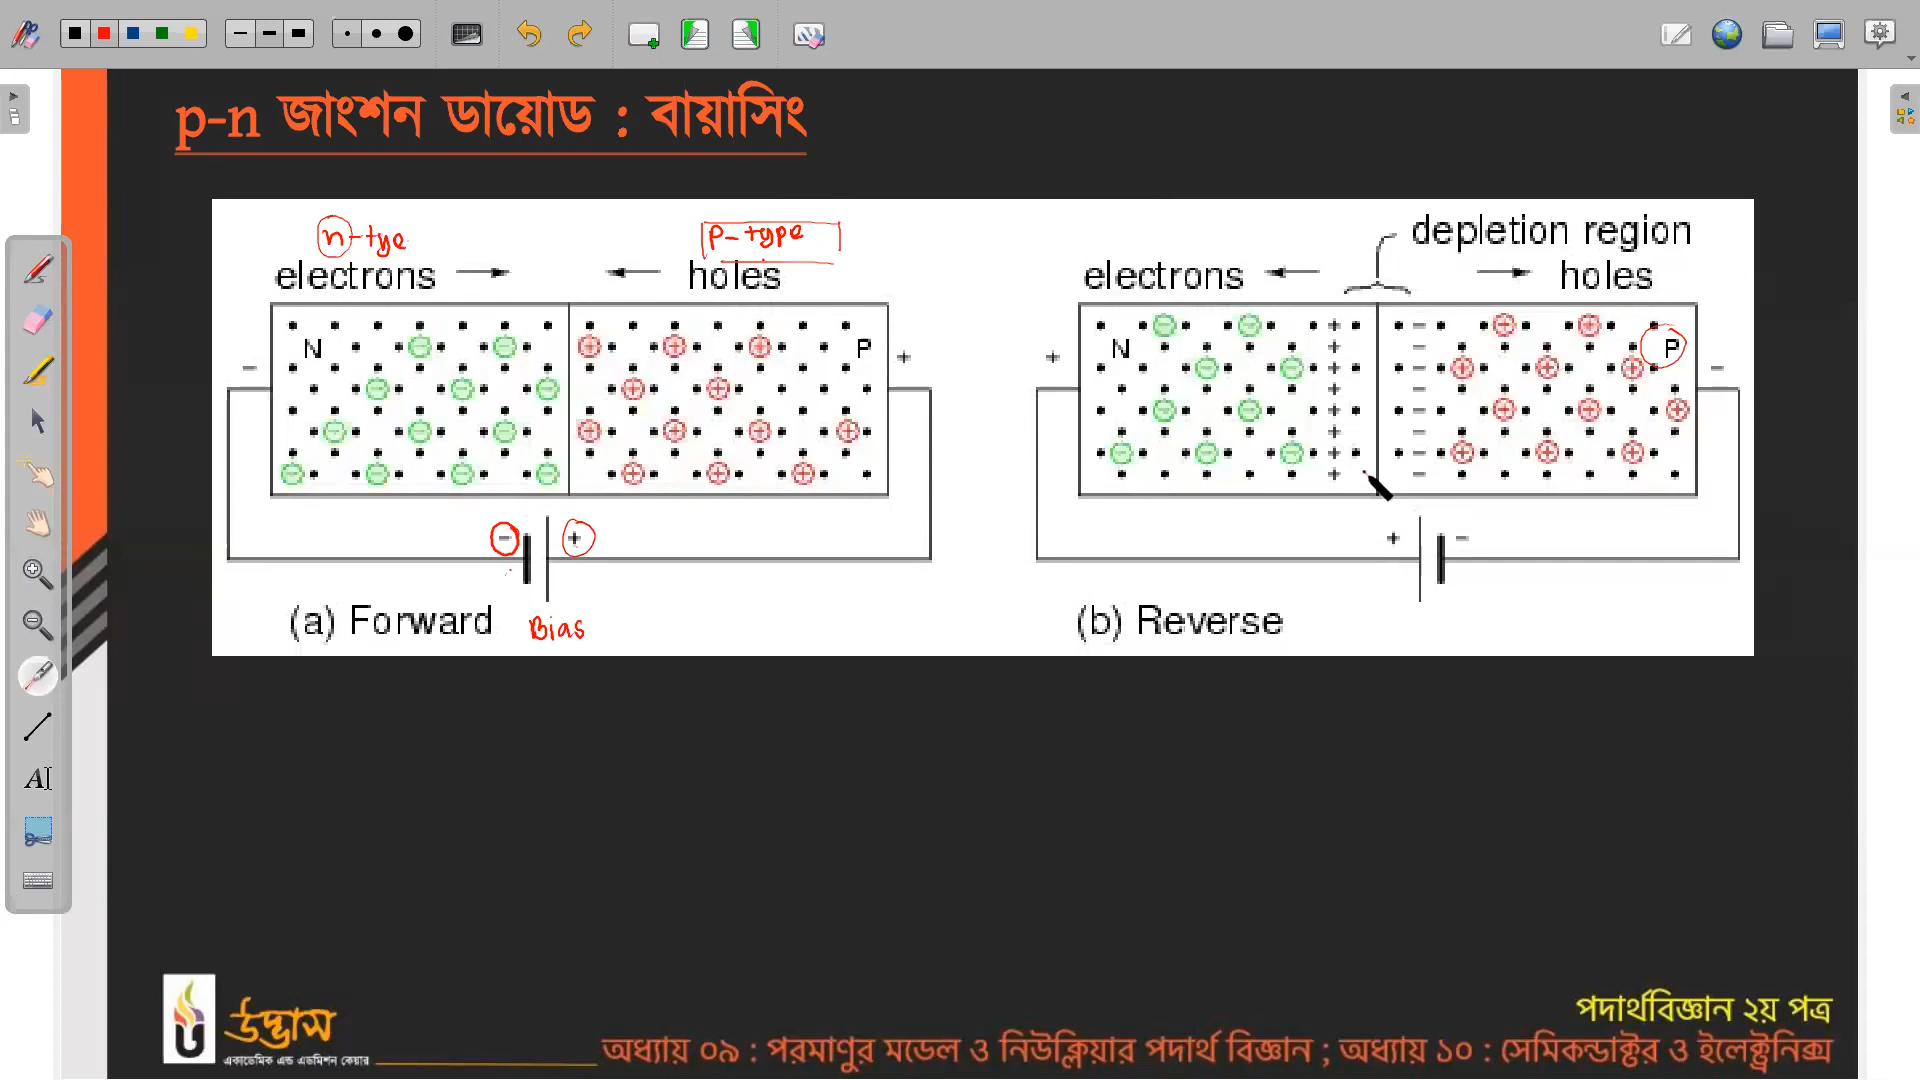 p-n জাংশন ডায়োড : বায়াসিং
n-tye
p-type
depletion region
electrons
holes
electrons
holes
N
P
N
P
-
+
+
-
-
+
+
-
(a) Forward
Bias
(b) Reverse
উদ্ভাস
একাডেমিক এন্ড এডমিশন কেয়ার
পদার্থবিজ্ঞান ২য় পত্র
অধ্যায় ০৯ : পরমাণুর মডেল ও নিউক্লিয়ার পদার্থ বিজ্ঞান ; অধ্যায় ১০ : সেমিকন্ডাক্টর ও ইলেক্ট্রনিক্স